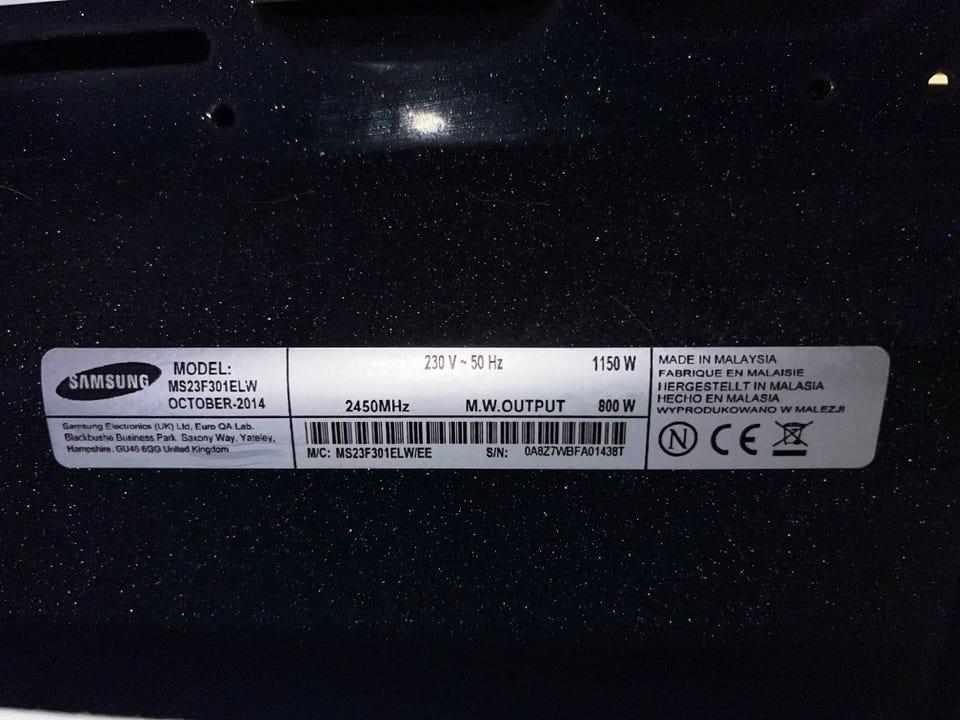 SAMSUNG
MODEL:
MS23F301ELW
OCTOBER-2014
Samsung Electronics (UK) Ltd, Euro QA Lab.
Blackbushe Business Park. Saxony Way, Yateley,
Hampshire. GU46 6GG United Kingdom
230 V ~ 50 Hz 1150 W
2450MHz M.W.OUTPUT 800 W
M/C: MS23F301ELW/EE S/N: 0A8Z7WBFA01438T
MADE IN MALAYSIA
FABRIQUE EN MALAISIE
HERGESTELLT IN MALASIA
HECHO EN MALASIA
WYPRODUKOWANO W MALEZJI
N CE